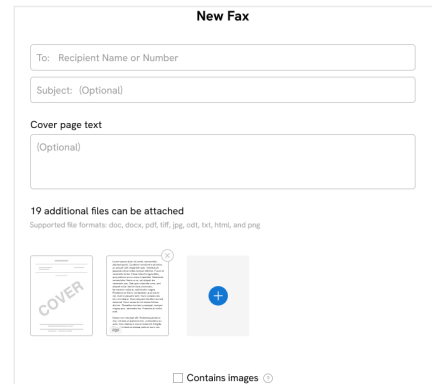 New Fax
To: Recipient Name or Number
Subject: (Optional)
Cover page text
(Optional)
19 additional files can be attached
Supported file formats: doc, docx, pdf, tiff, jpg, odt, txt, html, and png
COVER
PDF
Contains images